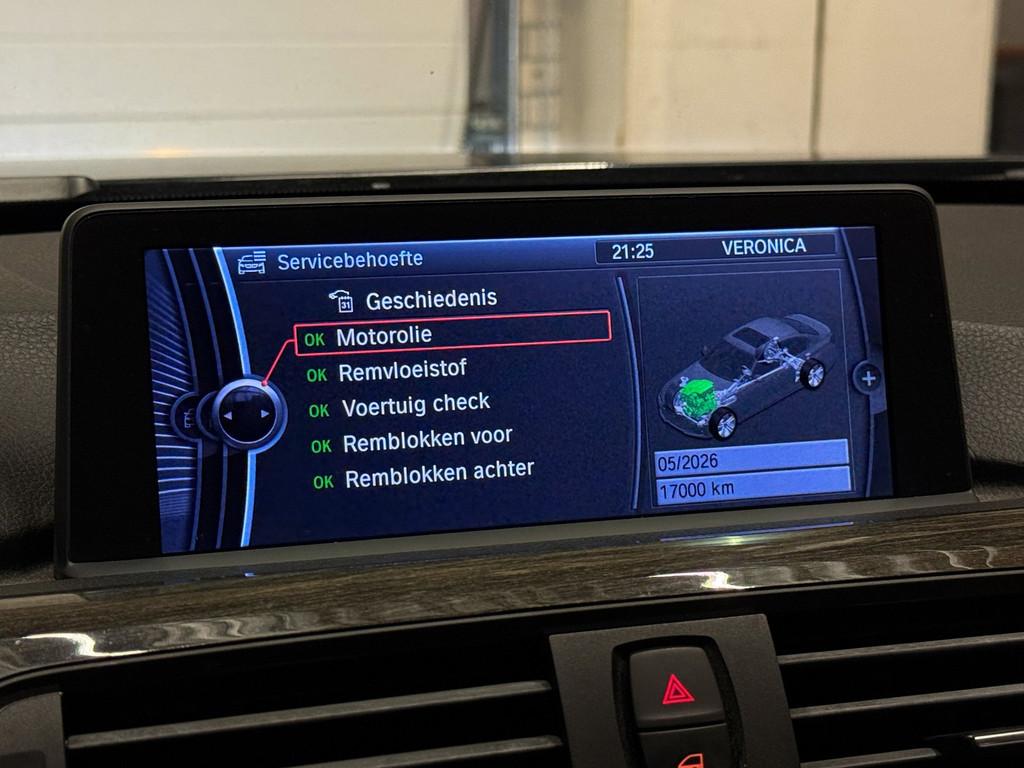 Servicebehoefte
21:25
VERONICA
31
Geschiedenis
OK Motorolie
OK Remvloeistof
OK Voertuig check
OK Remblokken voor
OK Remblokken achter
05/2026
17000 km